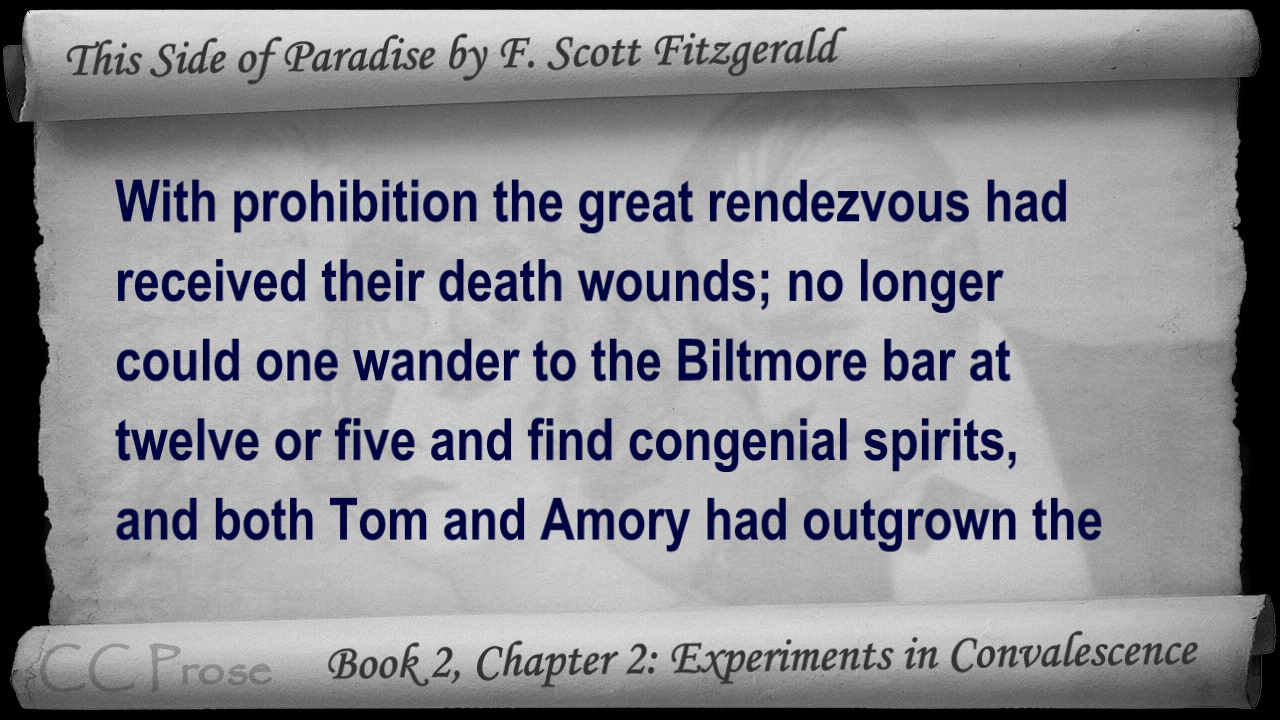 This Side of Paradise by F. Scott Fitzgerald
With prohibition the great rendezvous had
received their death wounds; no longer
could one wander to the Biltmore bar at
twelve or five and find congenial spirits,
and both Tom and Amory had outgrown the
CC Prose
Book 2, Chapter 2: Experiments in Convalescence